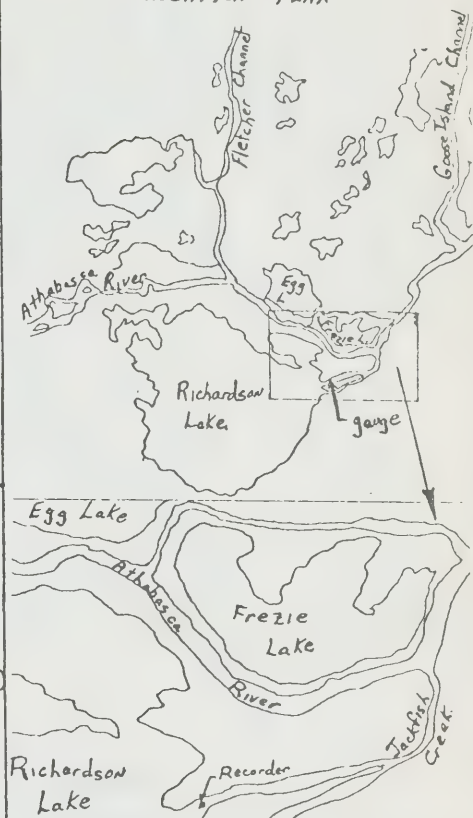 Fletcher Channel
Goose Island Channel
Athabasca River
Egg
L
Richardson
Lake
gauge
Egg Lake
Athabasca
River
Frezie
Lake
Jackfish
Creek
Recorder
Richardson
Lake